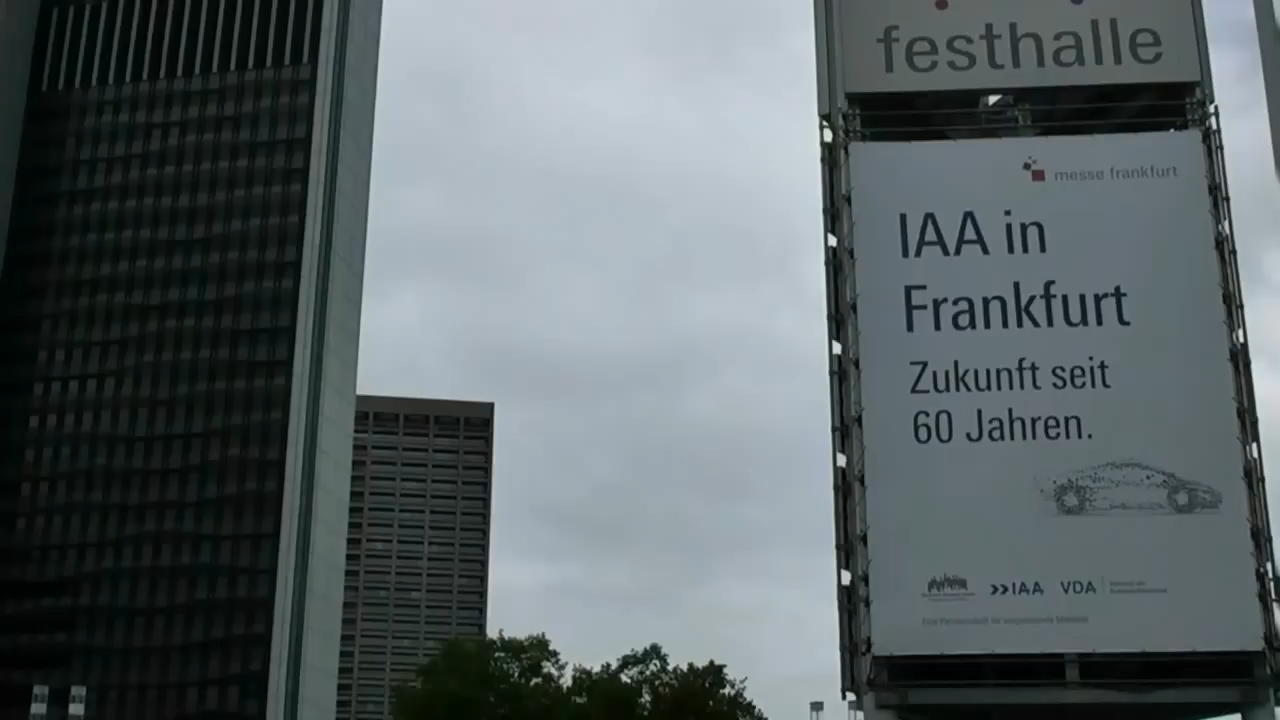 festhalle
messe frankfurt
IAA in
Frankfurt
Zukunft seit
60 Jahren.
IAA VDA